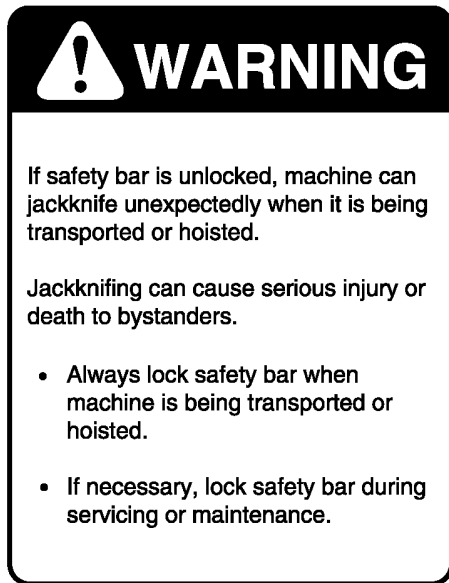 WARNING
If safety bar is unlocked, machine can
jackknife unexpectedly when it is being
transported or hoisted.
Jackknifing can cause serious injury or
death to bystanders.
• Always lock safety bar when
machine is being transported or
hoisted.
• If necessary, lock safety bar during
servicing or maintenance.